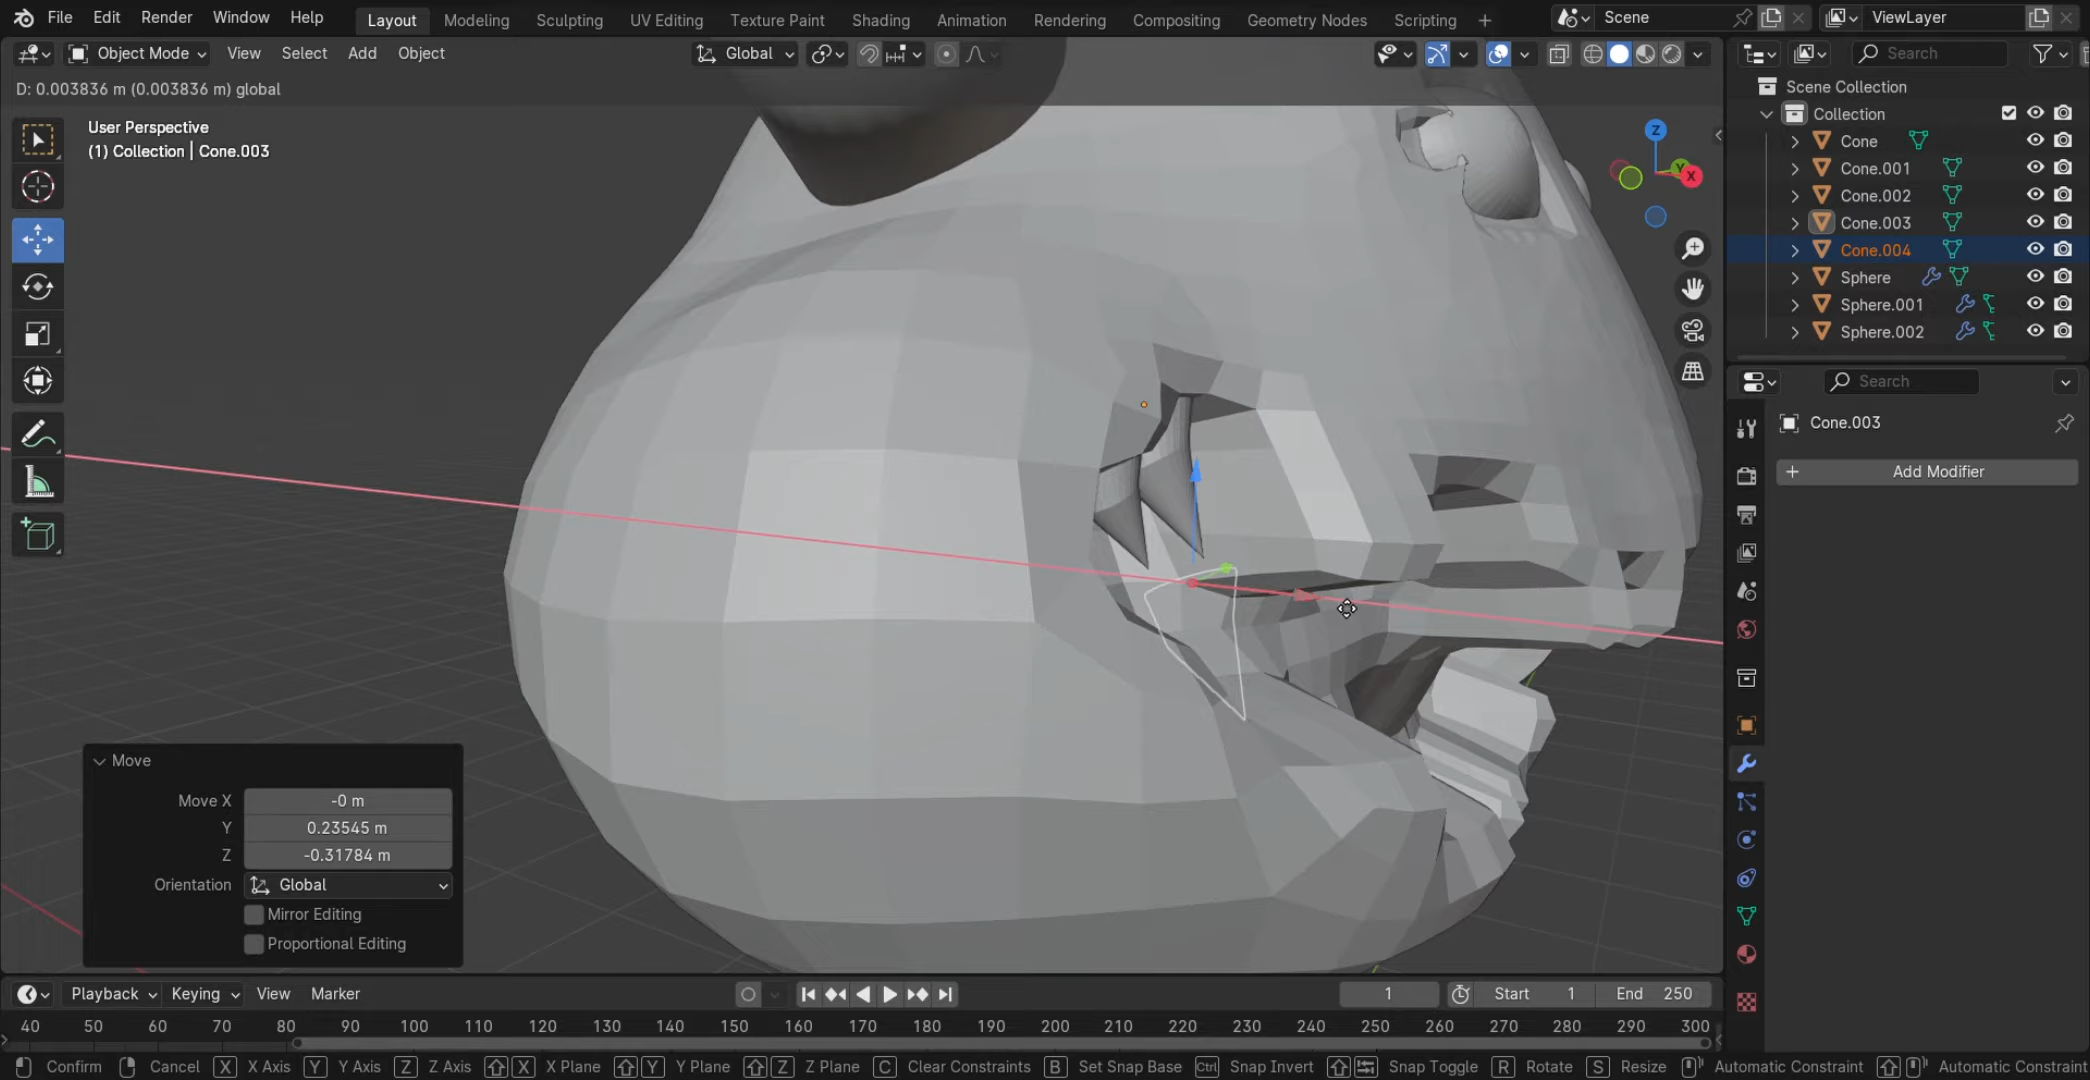 File Edit Render Window Help Layout Modeling Sculpting UV Editing Texture Paint Shading Animation Rendering Compositing Geometry Nodes Scripting + Scene ViewLayer
Object Mode View Select Add Object Global Search
D: 0.003836 m (0.003836 m) global
User Perspective
(1) Collection | Cone.003
Z
Y
X
Scene Collection
Collection
Cone
Cone.001
Cone.002
Cone.003
Cone.004
Sphere
Sphere.001
Sphere.002
Search
Cone.003
+ Add Modifier
Move
Move X -0 m
Y 0.23545 m
Z -0.31784 m
Orientation Global
Mirror Editing
Proportional Editing
Playback Keying View Marker 1 Start 1 End 250
40 50 60 70 80 90 100 110 120 130 140 150 160 170 180 190 200 210 220 230 240 250 260 270 280 290 300
Confirm Cancel X X Axis Y Y Axis Z Z Axis X X Plane Y Y Plane Z Z Plane C Clear Constraints B Set Snap Base Ctrl Snap Invert Snap Toggle R Rotate S Resize Automatic Constraint Automatic Constraint